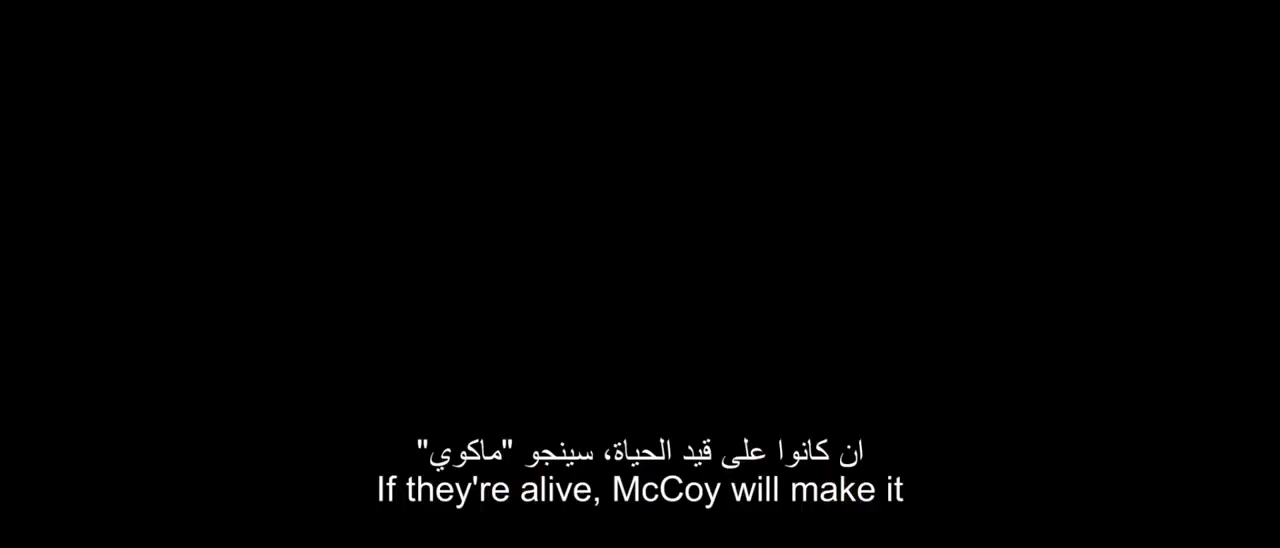 ان كانوا على قيد الحياة، سينجو "ماكوي"
If they're alive, McCoy will make it